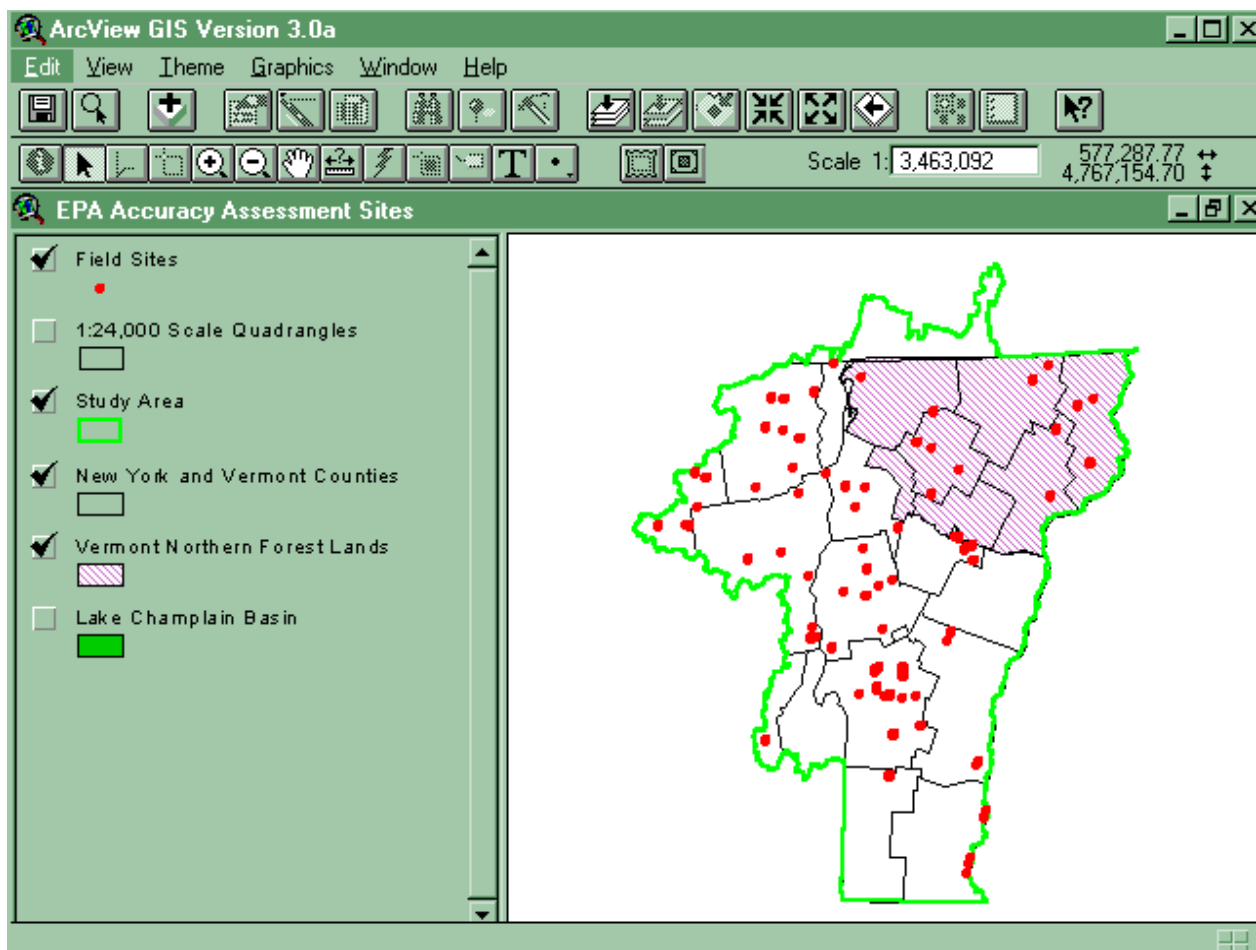 ArcView GIS Version 3.0a
Edit View Theme Graphics Window Help
T Scale 1: 3,463,092 577,287.77
4,767,154.70
EPA Accuracy Assessment Sites
Field Sites
1:24,000 Scale Quadrangles
Study Area
New York and Vermont Counties
Vermont Northern Forest Lands
Lake Champlain Basin